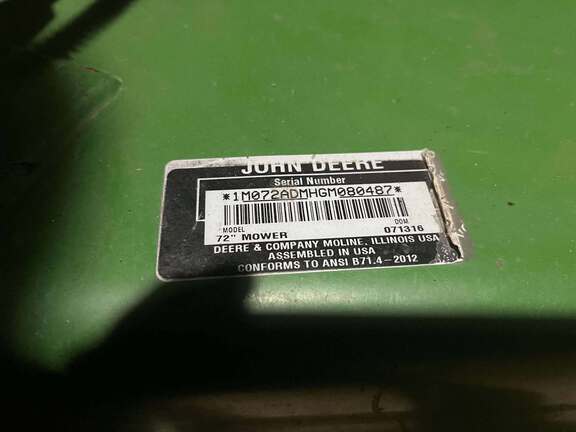 JOHN DEERE
Serial Number
*1M072ADMHGM080487*
MODEL DOM
72" MOWER 071316
DEERE & COMPANY MOLINE, ILLINOIS USA
ASSEMBLED IN USA
CONFORMS TO ANSI B71.4-2012